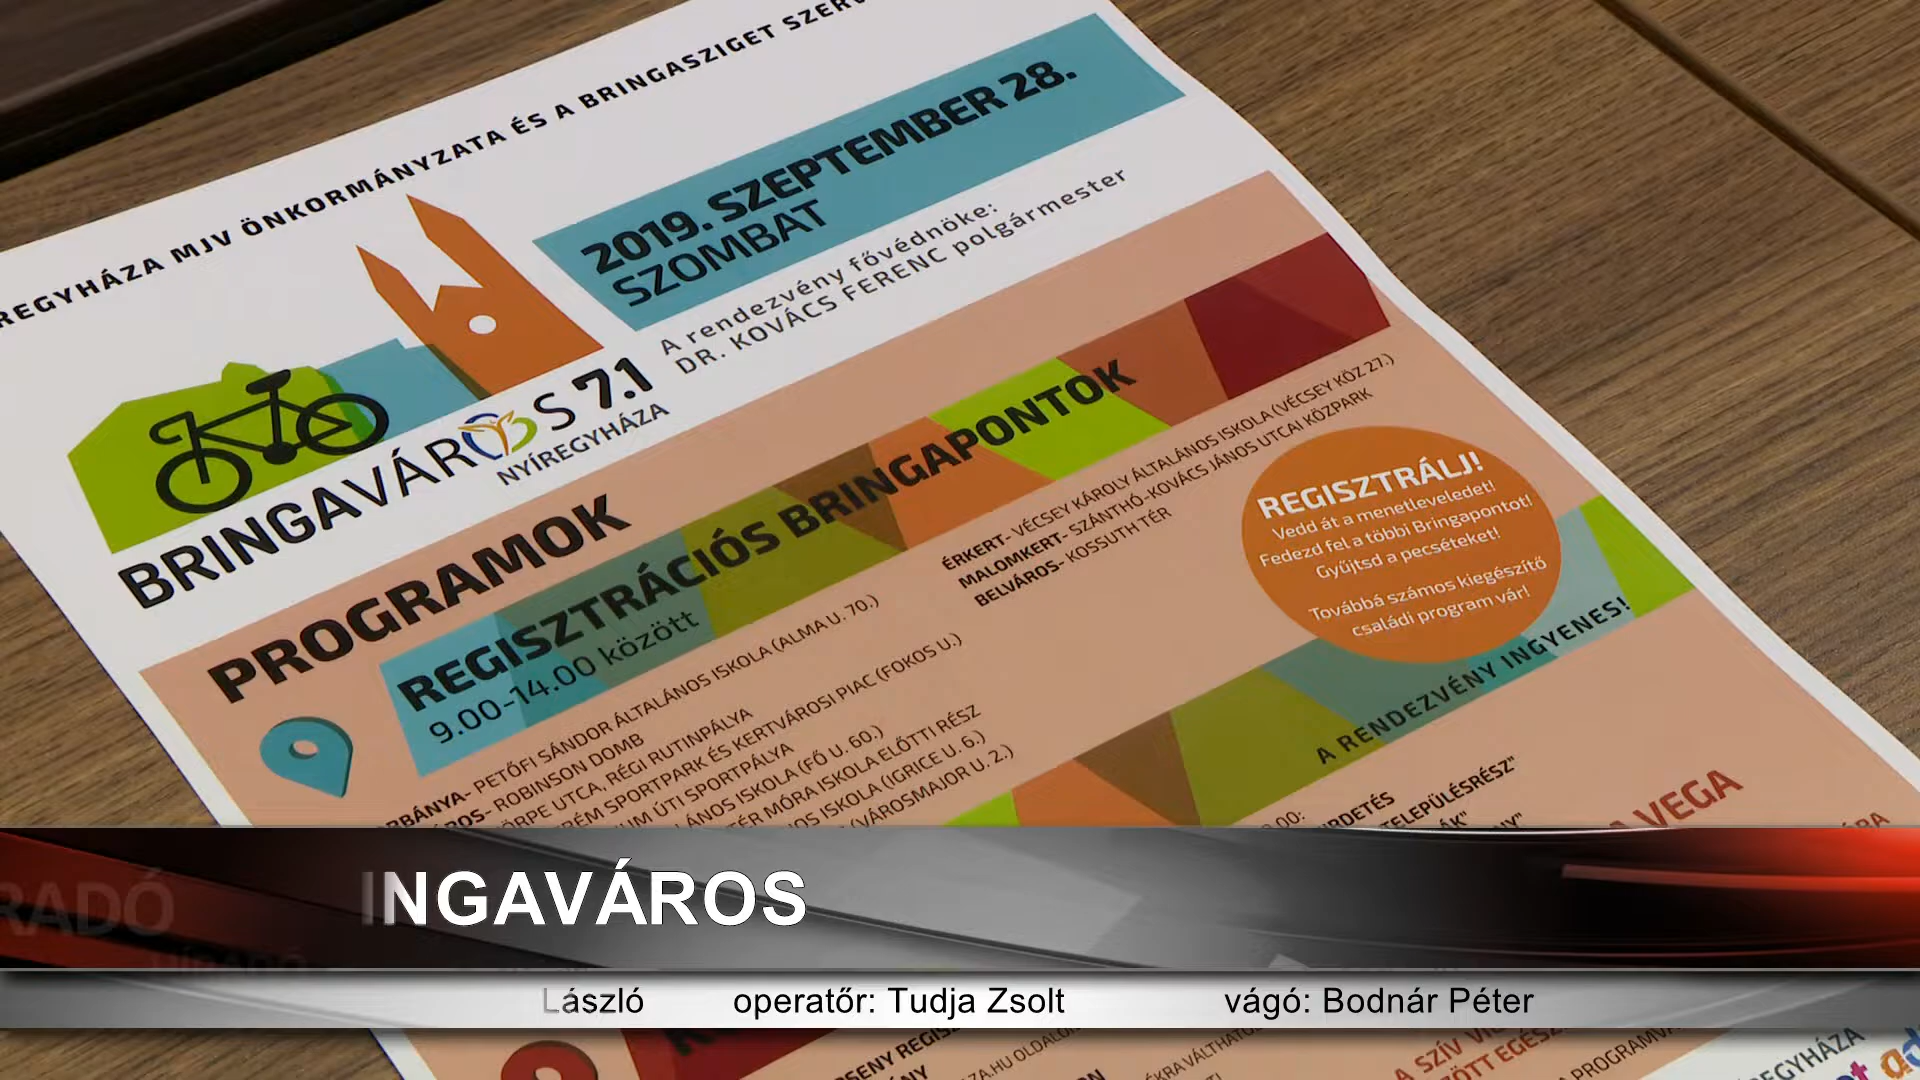 REGYHÁZA MJV ÖNKORMÁNYZATA ÉS A BRINGASZIGET
2019. SZEPTEMBER 28.
SZOMBAT
A rendezvény fővédnöke:
DR. KOVÁCS FERENC polgármester
BRINGAVÁROS 7.1
NYÍREGYHÁZA
PROGRAMOK
REGISZTRÁCIÓS BRINGAPONTOK
9.00-14.00 között
BÁNYA- PETŐFI SÁNDOR ÁLTALÁNOS ISKOLA (ALMA U. 70.)
ROBINSON DOMB
UTCA, RÉGI RUTINPÁLYA
SPORTPARK ÉS KERTVÁROSI PIAC (FOKOS U.)
ÚTI SPORTPÁLYA
ISKOLA (FŐ U. 60.)
MÓRA ISKOLA ELŐTTI RÉSZ
ISKOLA (IGRICE U. 6.)
(VÁROSMAJOR U. 2.)
ÉRKERT- VÉCSEY KÁROLY ÁLTALÁNOS ISKOLA (VÉCSEY KÖZ 27.)
MALOMKERT- SZÁNTHÓ-KOVÁCS JÁNOS UTCAI KÖZPARK
BELVÁROS- KOSSUTH TÉR
REGISZTRÁLJ!
Vedd át a menetleveledet!
Fedezd fel a többi Bringapontot!
Gyűjtsd a pecséteket!
Továbbá számos kiegészítő
családi program vár!
A RENDEZVÉNY INGYENES!
VEGA
INGAVÁROS
László operatőr: Tudja Zsolt vágó: Bodnár Péter
A SZÍV